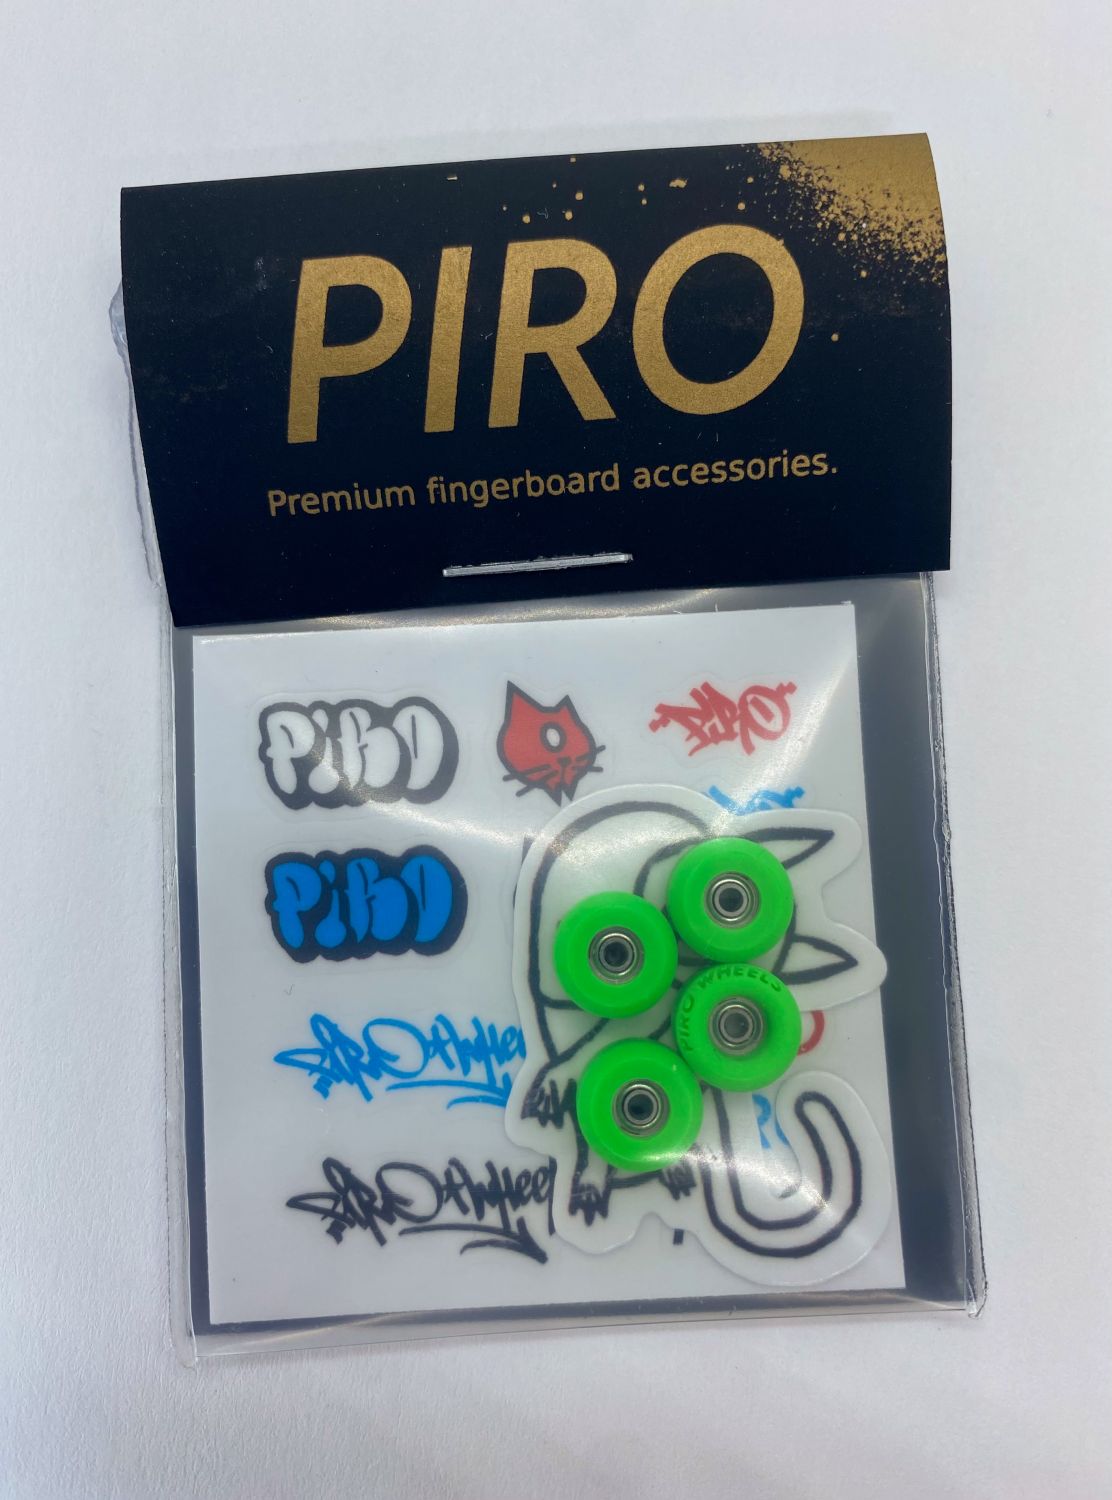 PIRO
Premium fingerboard accessories.
PiRO
PIRO
PiRO
PIRO WHEELS